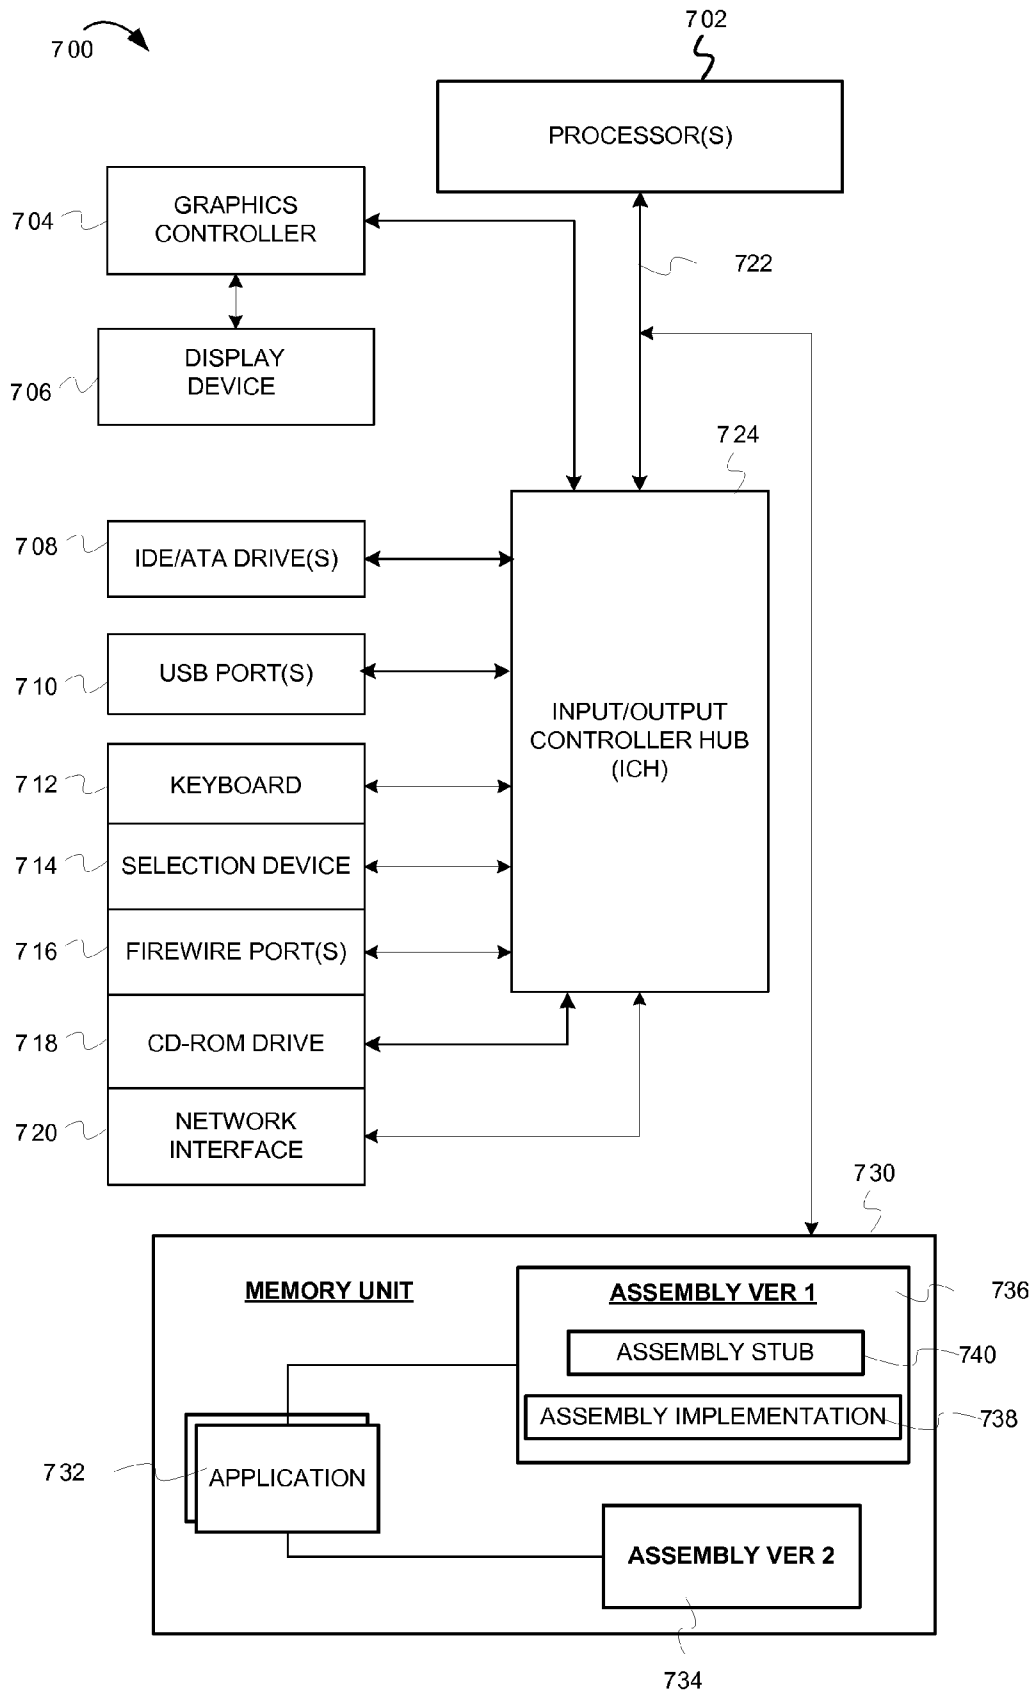 700
702
PROCESSOR(S)
704
GRAPHICS
CONTROLLER
722
706
DISPLAY
DEVICE
724
708
IDE/ATA DRIVE(S)
710
USB PORT(S)
INPUT/OUTPUT
CONTROLLER HUB
(ICH)
712
KEYBOARD
714
SELECTION DEVICE
716
FIREWIRE PORT(S)
718
CD-ROM DRIVE
720
NETWORK
INTERFACE
730
MEMORY UNIT
ASSEMBLY VER 1
736
ASSEMBLY STUB
740
ASSEMBLY IMPLEMENTATION
738
732
APPLICATION
ASSEMBLY VER 2
734